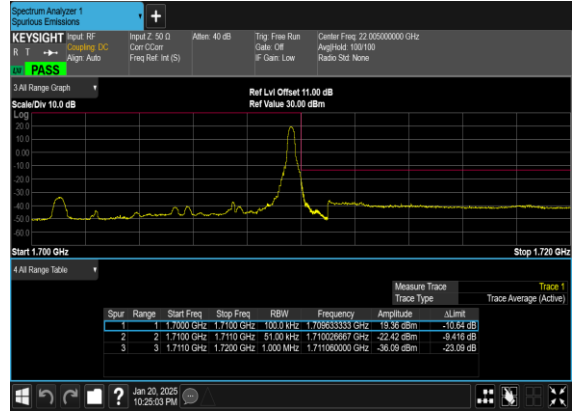 Spectrum Analyzer 1
Spurious Emissions
KEYSIGHT Input: RF Input Z: 50 Ω Atten: 40 dB Trig: Free Run Center Freq: 22.005000000 GHz
R T Coupling: DC Corr CCorr Gate: Off Avg|Hold: 100/100
Align: Auto Freq Ref: Int (S) IF Gain: Low Radio Std: None
PASS
3 All Range Graph
Ref Lvl Offset 11.00 dB
Scale/Div 10.0 dB Ref Value 30.00 dBm
Log
20.0
10.0
0.00
-10.0
-20.0
-30.0
-40.0
-50.0
-60.0
Start 1.700 GHz Stop 1.720 GHz
4 All Range Table
Measure Trace Trace 1
Trace Type Trace Average (Active)
Spur Range Start Freq Stop Freq RBW Frequency Amplitude ΔLimit
1 1 1.7000 GHz 1.7100 GHz 100.0 kHz 1.709633333 GHz 19.36 dBm -10.64 dB
2 2 1.7100 GHz 1.7110 GHz 51.00 kHz 1.710026667 GHz -22.42 dBm -9.416 dB
3 3 1.7110 GHz 1.7200 GHz 1.000 MHz 1.711060000 GHz -36.09 dBm -23.09 dB
? Jan 20, 2025
10:25:03 PM